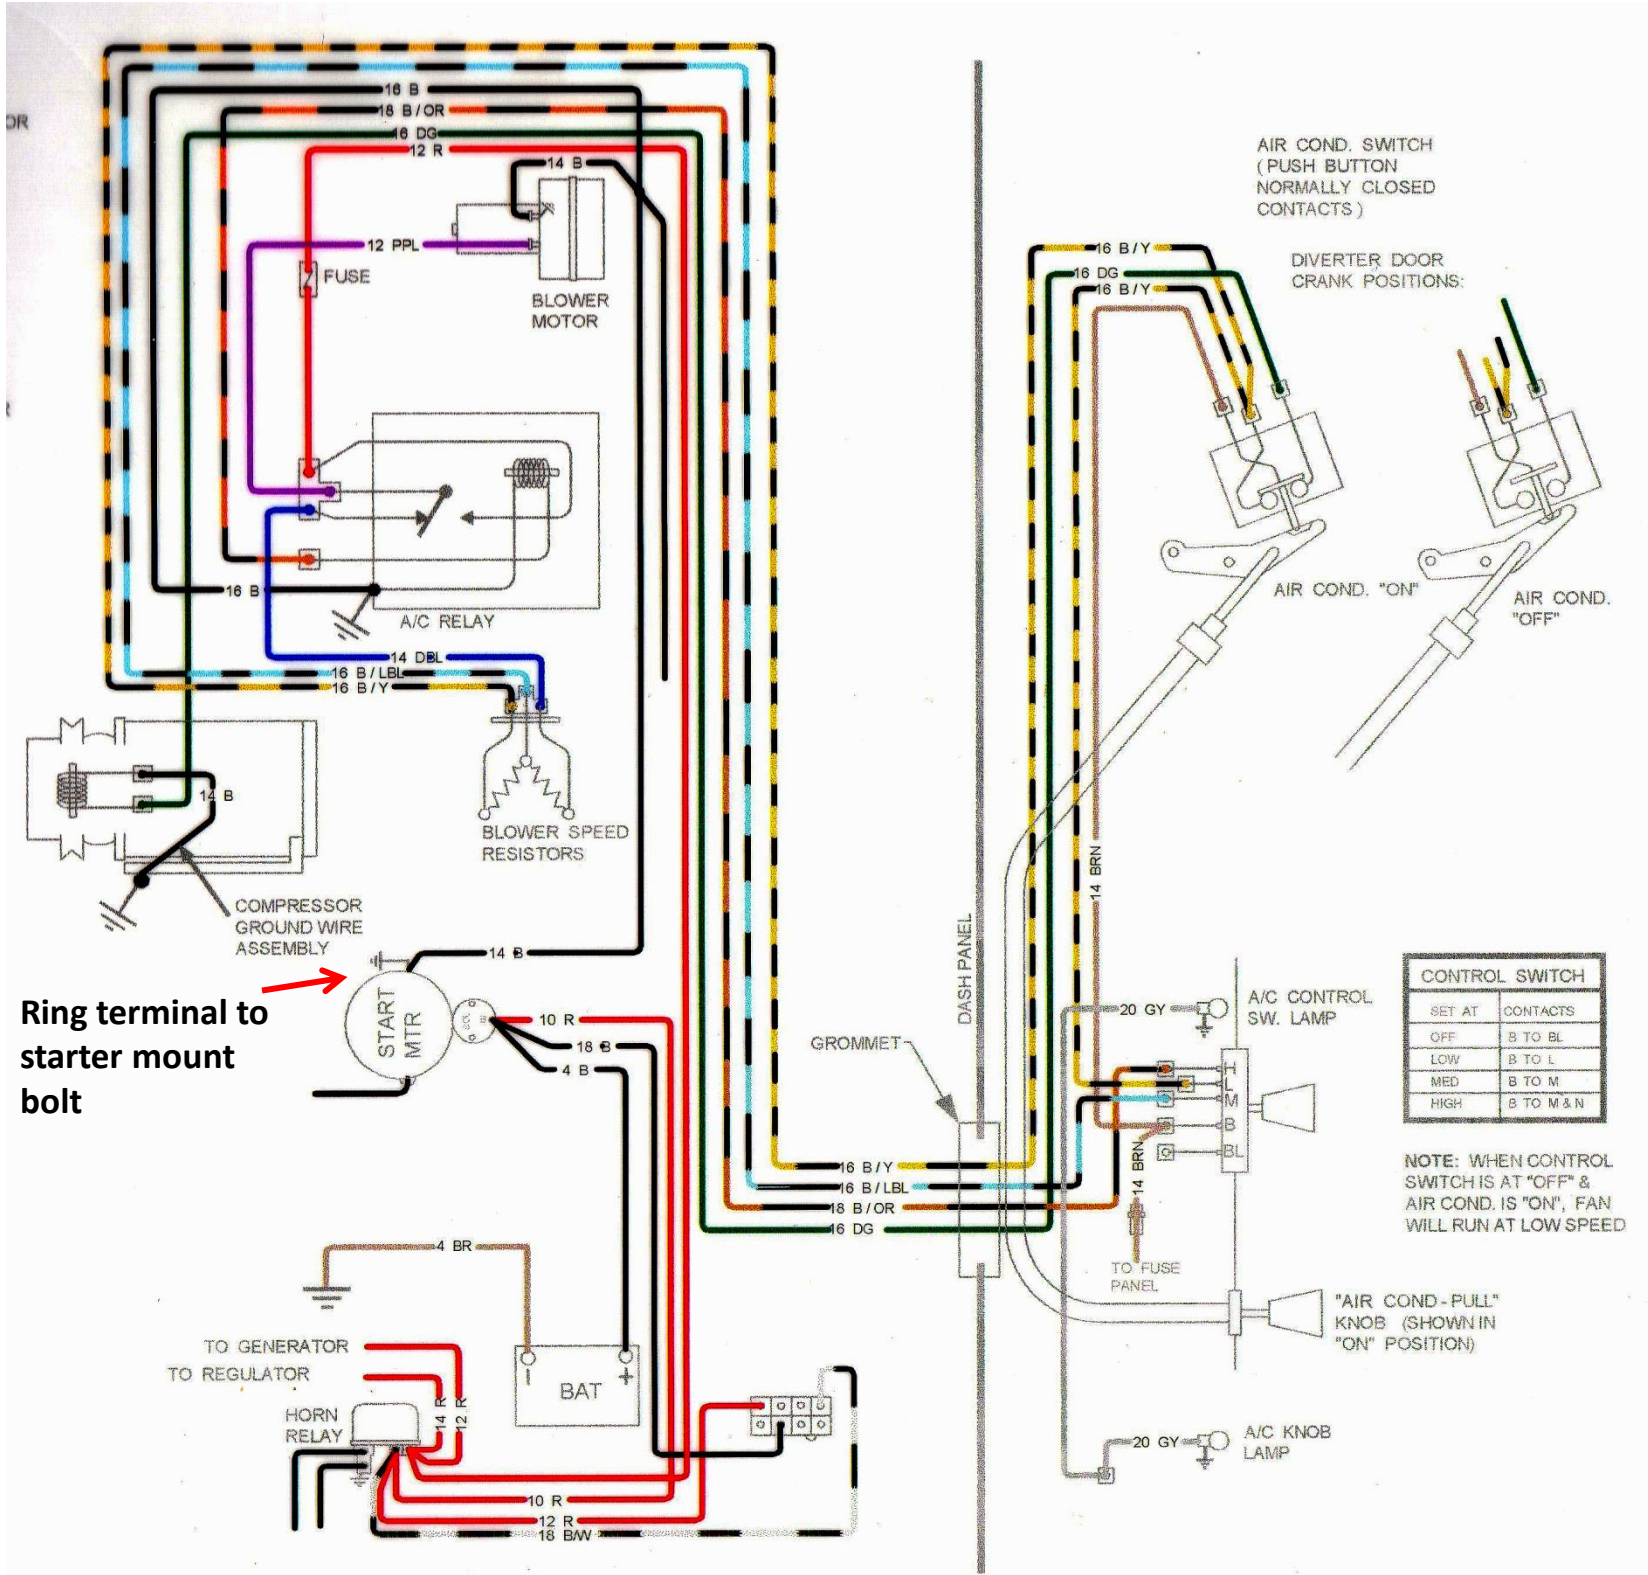 OR
R
16 B
18 B / OR
16 DG
12 R
14 B
12 PPL
FUSE
BLOWER
MOTOR
16 B
A/C RELAY
14 DBL
16 B / LBL
16 B / Y
14 B
BLOWER SPEED
RESISTORS
COMPRESSOR
GROUND WIRE
ASSEMBLY
Ring terminal to
starter mount
bolt
14 B
START
MTR
SOL
B
10 R
18 B
4 B
4 BR
TO GENERATOR
TO REGULATOR
HORN
RELAY
14 R
12 R
BAT
- +
10 R
12 R
18 B/W
DASH PANEL
GROMMET
16 B / Y
16 B / LBL
18 B / OR
16 DG
AIR COND. SWITCH
( PUSH BUTTON
NORMALLY CLOSED
CONTACTS )
DIVERTER DOOR
CRANK POSITIONS:
16 B / Y
16 DG
16 B / Y
AIR COND. "ON"
AIR COND.
"OFF"
14 BRN
20 GY
A/C CONTROL
SW. LAMP
H
L
M
B
BL
14 BRN
TO FUSE
PANEL
CONTROL SWITCH
SET AT CONTACTS
OFF B TO BL
LOW B TO L
MED B TO M
HIGH B TO M & N
NOTE: WHEN CONTROL
SWITCH IS AT "OFF" &
AIR COND. IS "ON", FAN
WILL RUN AT LOW SPEED
"AIR COND - PULL"
KNOB (SHOWN IN
"ON" POSITION)
20 GY
A/C KNOB
LAMP